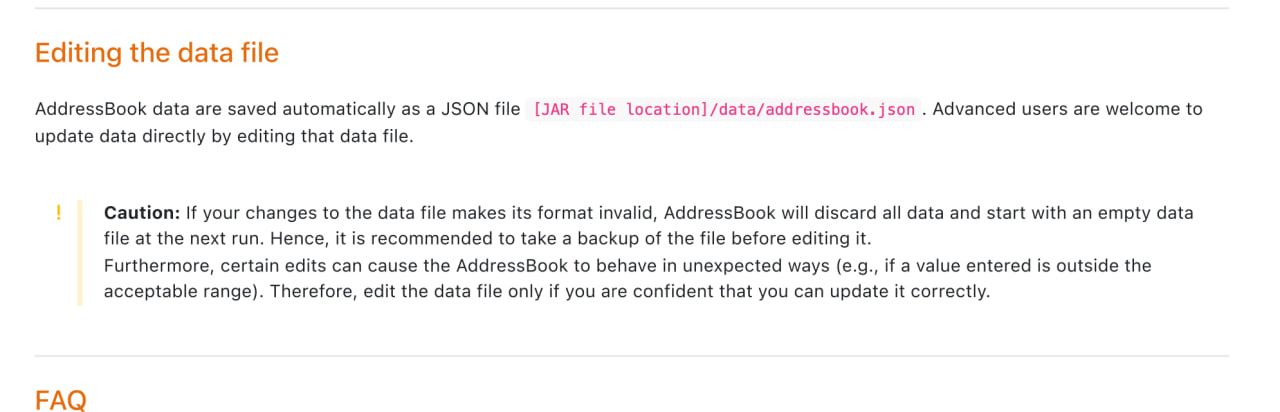 Editing the data file
AddressBook data are saved automatically as a JSON file [JAR file location]/data/addressbook.json . Advanced users are welcome to
update data directly by editing that data file.
!
Caution: If your changes to the data file makes its format invalid, AddressBook will discard all data and start with an empty data
file at the next run. Hence, it is recommended to take a backup of the file before editing it.
Furthermore, certain edits can cause the AddressBook to behave in unexpected ways (e.g., if a value entered is outside the
acceptable range). Therefore, edit the data file only if you are confident that you can update it correctly.
FAQ